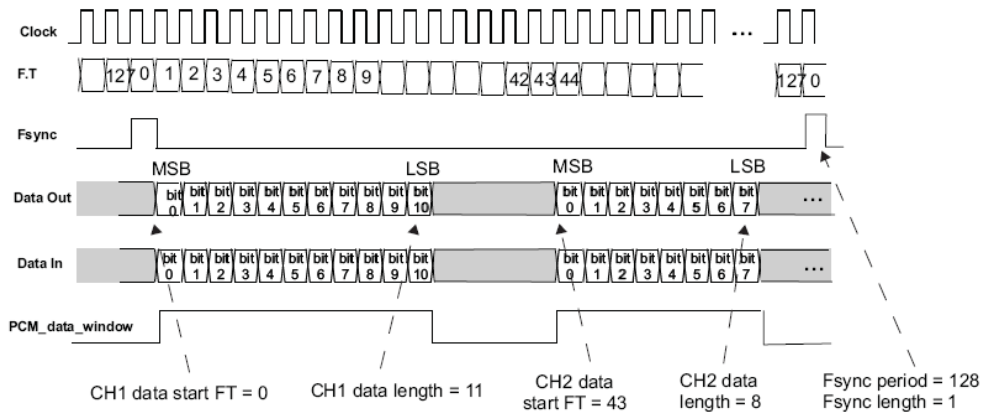 Clock ...
F.T 127 0 1 2 3 4 5 6 7 8 9 42 43 44 127 0
Fsync
MSB LSB MSB LSB
Data Out bit 0 bit 1 bit 2 bit 3 bit 4 bit 5 bit 6 bit 7 bit 8 bit 9 bit 10 bit 0 bit 1 bit 2 bit 3 bit 4 bit 5 bit 6 bit 7 ...
Data In bit 0 bit 1 bit 2 bit 3 bit 4 bit 5 bit 6 bit 7 bit 8 bit 9 bit 10 bit 0 bit 1 bit 2 bit 3 bit 4 bit 5 bit 6 bit 7 ...
PCM_data_window
CH1 data start FT = 0
CH1 data length = 11
CH2 data
start FT = 43
CH2 data
length = 8
Fsync period = 128
Fsync length = 1